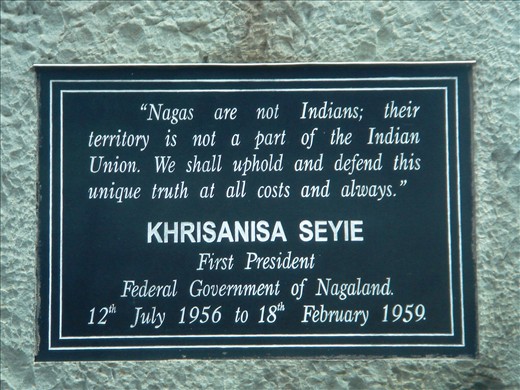 "Nagas are not Indians; their
territory is not a part of the Indian
Union. We shall uphold and defend this
unique truth at all costs and always."
KHRISANISA SEYIE
First President
Federal Government of Nagaland.
12th July 1956 to 18th February 1959.